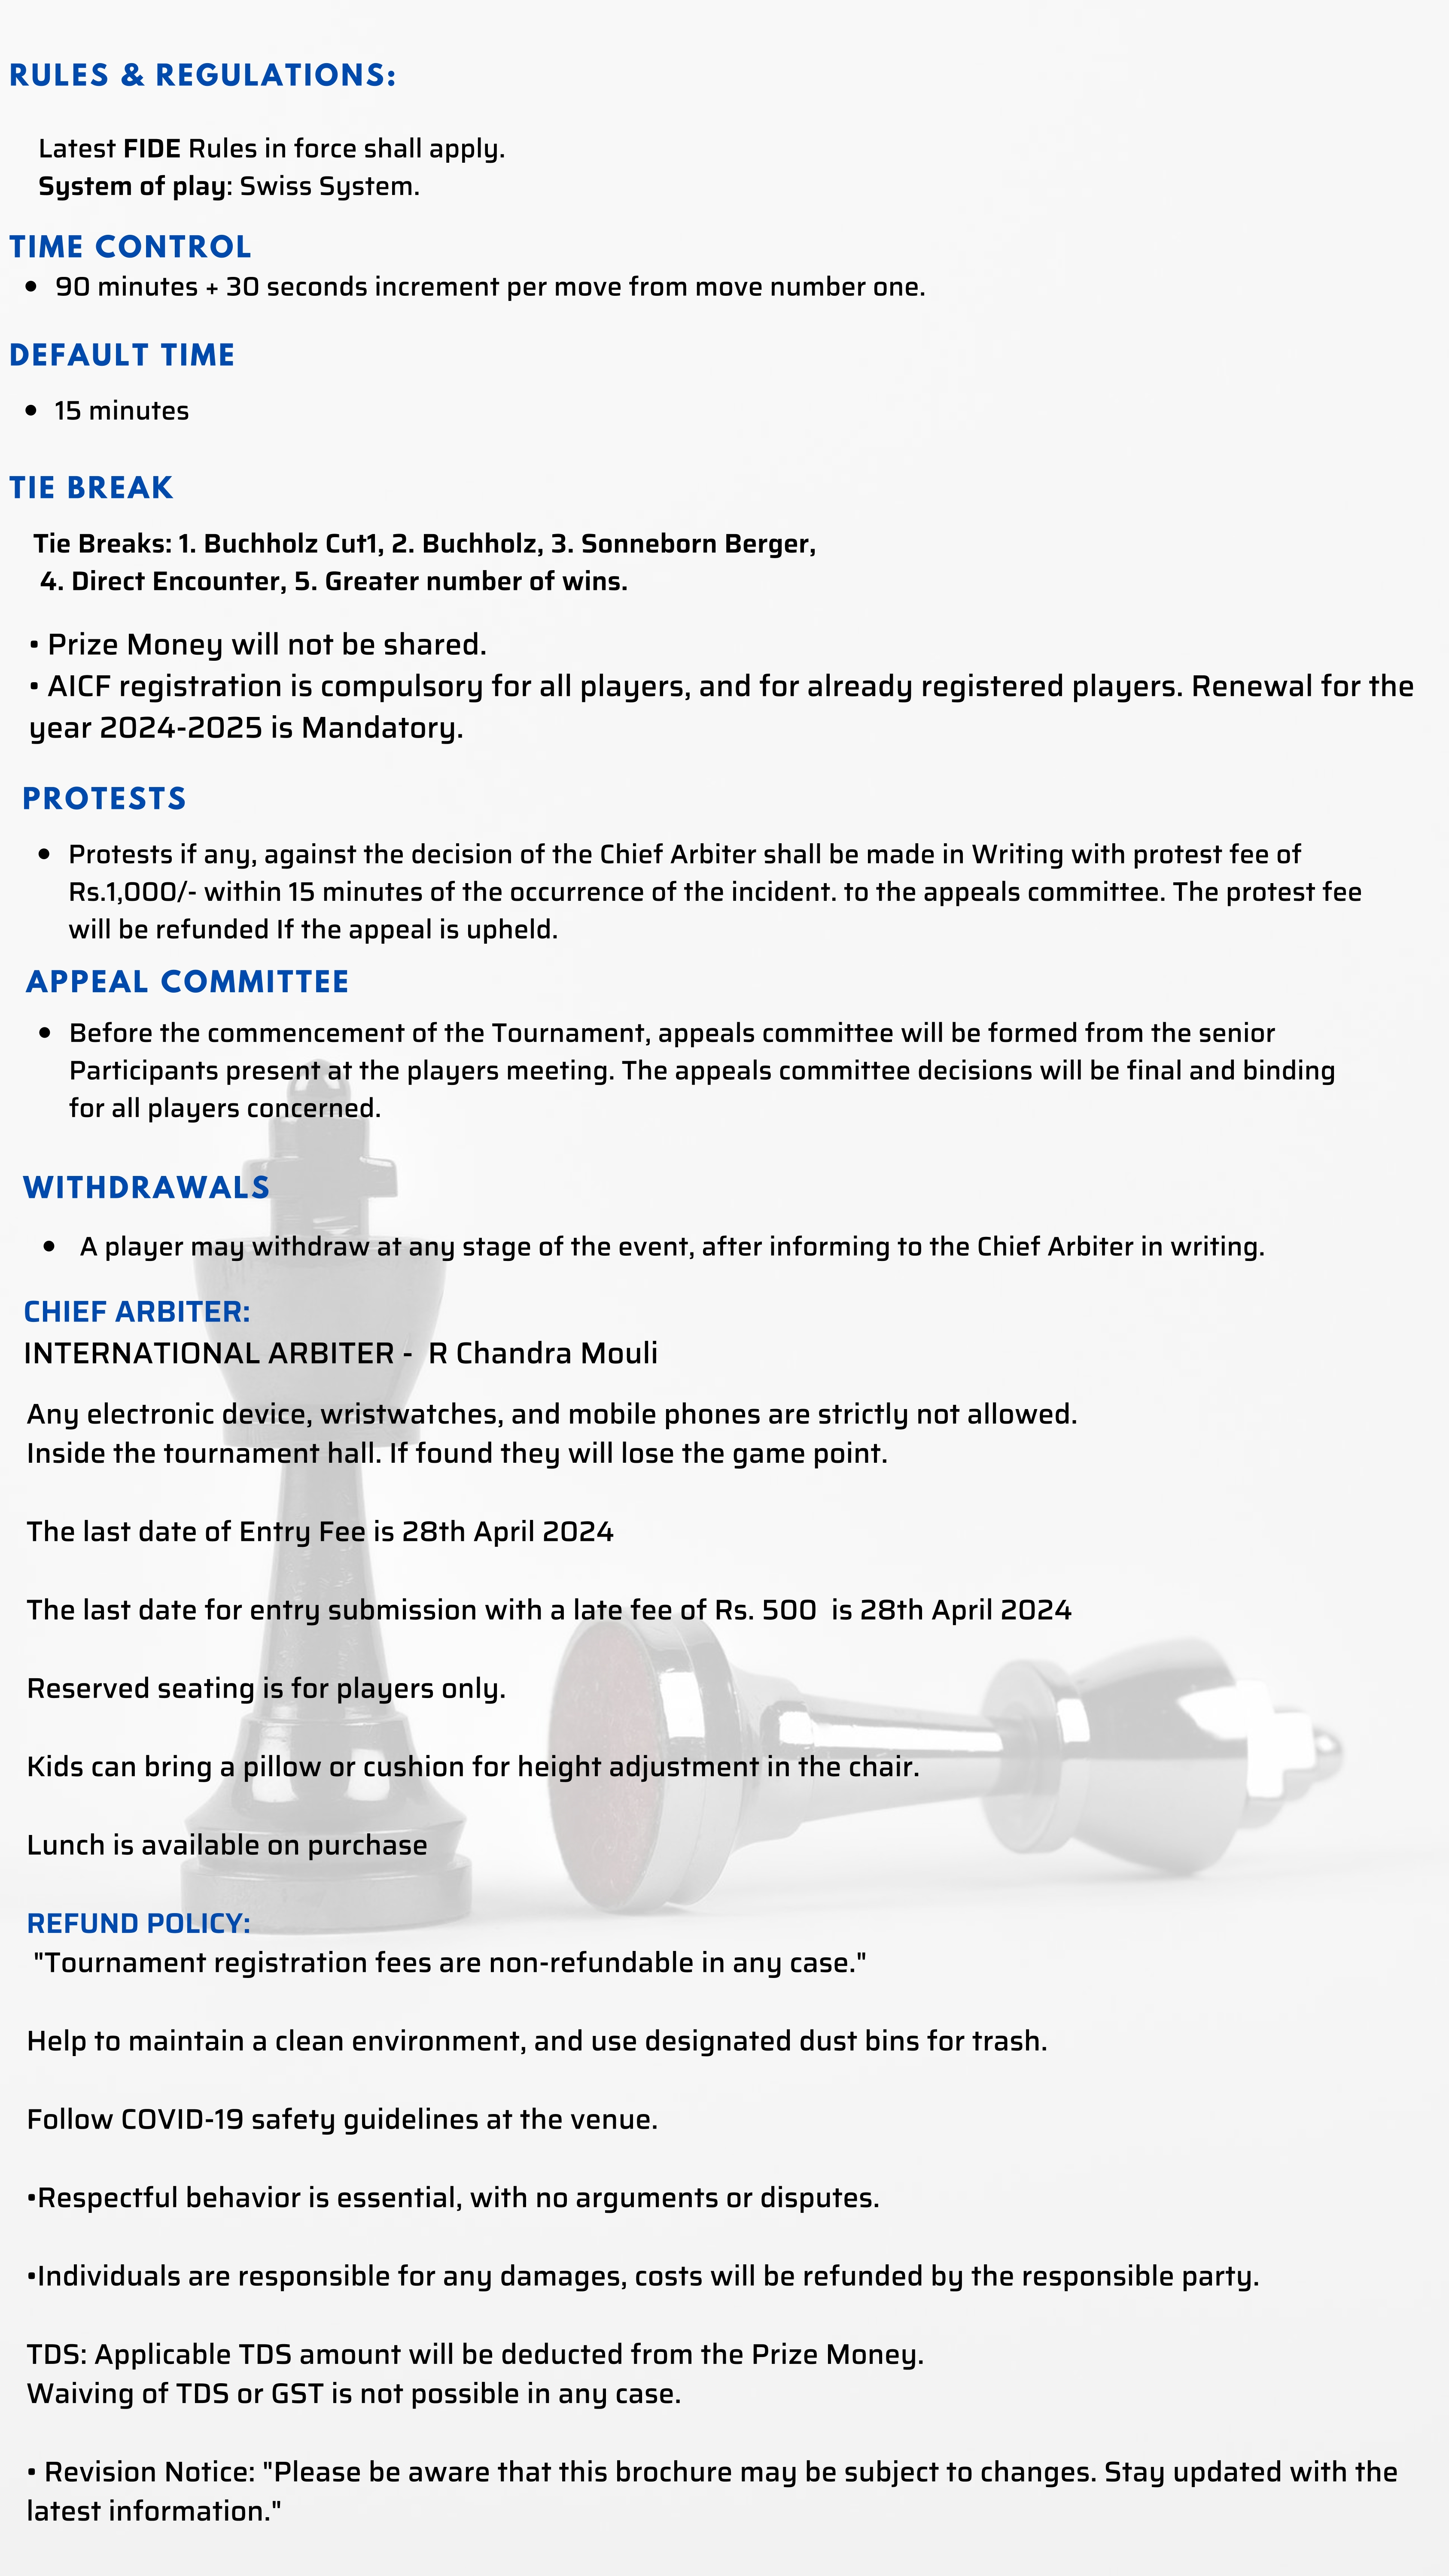 RULES & REGULATIONS:
Latest FIDE Rules in force shall apply.
System of play: Swiss System.
TIME CONTROL
• 90 minutes + 30 seconds increment per move from move number one.
DEFAULT TIME
• 15 minutes
TIE BREAK
Tie Breaks: 1. Buchholz Cut1, 2. Buchholz, 3. Sonneborn Berger,
4. Direct Encounter, 5. Greater number of wins.
• Prize Money will not be shared.
• AICF registration is compulsory for all players, and for already registered players. Renewal for the
year 2024-2025 is Mandatory.
PROTESTS
• Protests if any, against the decision of the Chief Arbiter shall be made in Writing with protest fee of
Rs.1,000/- within 15 minutes of the occurrence of the incident. to the appeals committee. The protest fee
will be refunded If the appeal is upheld.
APPEAL COMMITTEE
• Before the commencement of the Tournament, appeals committee will be formed from the senior
Participants present at the players meeting. The appeals committee decisions will be final and binding
for all players concerned.
WITHDRAWALS
• A player may withdraw at any stage of the event, after informing to the Chief Arbiter in writing.
CHIEF ARBITER:
INTERNATIONAL ARBITER - R Chandra Mouli
Any electronic device, wristwatches, and mobile phones are strictly not allowed.
Inside the tournament hall. If found they will lose the game point.
The last date of Entry Fee is 28th April 2024
The last date for entry submission with a late fee of Rs. 500 is 28th April 2024
Reserved seating is for players only.
Kids can bring a pillow or cushion for height adjustment in the chair.
Lunch is available on purchase
REFUND POLICY:
"Tournament registration fees are non-refundable in any case."
Help to maintain a clean environment, and use designated dust bins for trash.
Follow COVID-19 safety guidelines at the venue.
•Respectful behavior is essential, with no arguments or disputes.
•Individuals are responsible for any damages, costs will be refunded by the responsible party.
TDS: Applicable TDS amount will be deducted from the Prize Money.
Waiving of TDS or GST is not possible in any case.
• Revision Notice: "Please be aware that this brochure may be subject to changes. Stay updated with the
latest information."